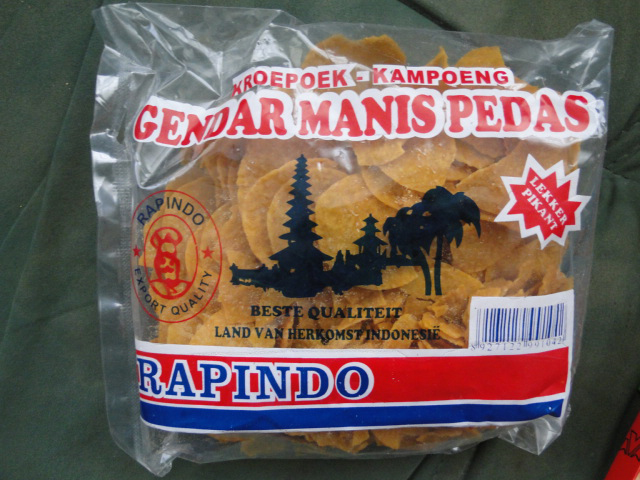 KROEPOEK - KAMPOENG
GENDAR MANIS PEDAS
LEKKER
PIKANT
RAPINDO
EXPORT QUALITY
BESTE QUALITEIT
LAND VAN HERKOMST INDONESIË
RAPINDO